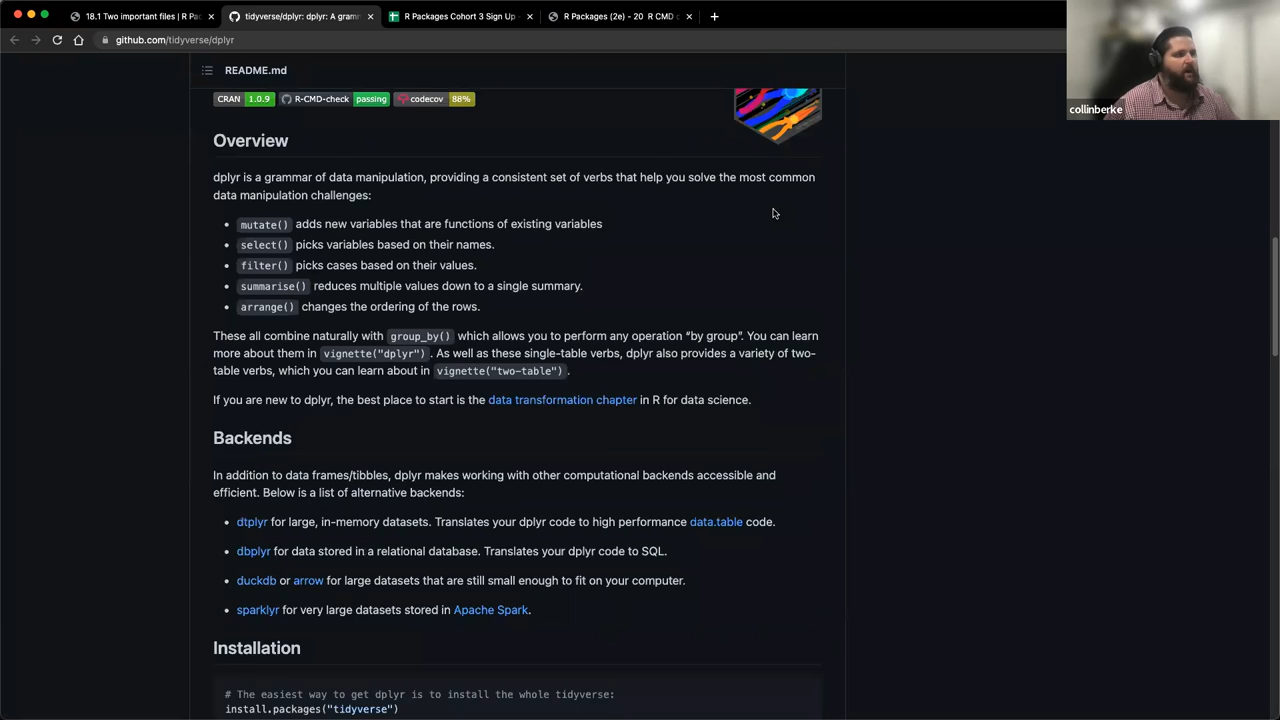 18.1 Two important files | R Pac
tidyverse/dplyr: dplyr: A gramm
R Packages Cohort 3 Sign Up -
R Packages (2e) - 20 R CMD c
github.com/tidyverse/dplyr
collinberke
README.md
CRAN 1.0.9 R-CMD-check passing codecov 88%
Overview
dplyr is a grammar of data manipulation, providing a consistent set of verbs that help you solve the most common
data manipulation challenges:
mutate() adds new variables that are functions of existing variables
select() picks variables based on their names.
filter() picks cases based on their values.
summarise() reduces multiple values down to a single summary.
arrange() changes the ordering of the rows.
These all combine naturally with group_by() which allows you to perform any operation “by group”. You can learn
more about them in vignette("dplyr"). As well as these single-table verbs, dplyr also provides a variety of two-
table verbs, which you can learn about in vignette("two-table").
If you are new to dplyr, the best place to start is the data transformation chapter in R for data science.
Backends
In addition to data frames/tibbles, dplyr makes working with other computational backends accessible and
efficient. Below is a list of alternative backends:
dtplyr for large, in-memory datasets. Translates your dplyr code to high performance data.table code.
dbplyr for data stored in a relational database. Translates your dplyr code to SQL.
duckdb or arrow for large datasets that are still small enough to fit on your computer.
sparklyr for very large datasets stored in Apache Spark.
Installation
# The easiest way to get dplyr is to install the whole tidyverse:
install.packages("tidyverse")